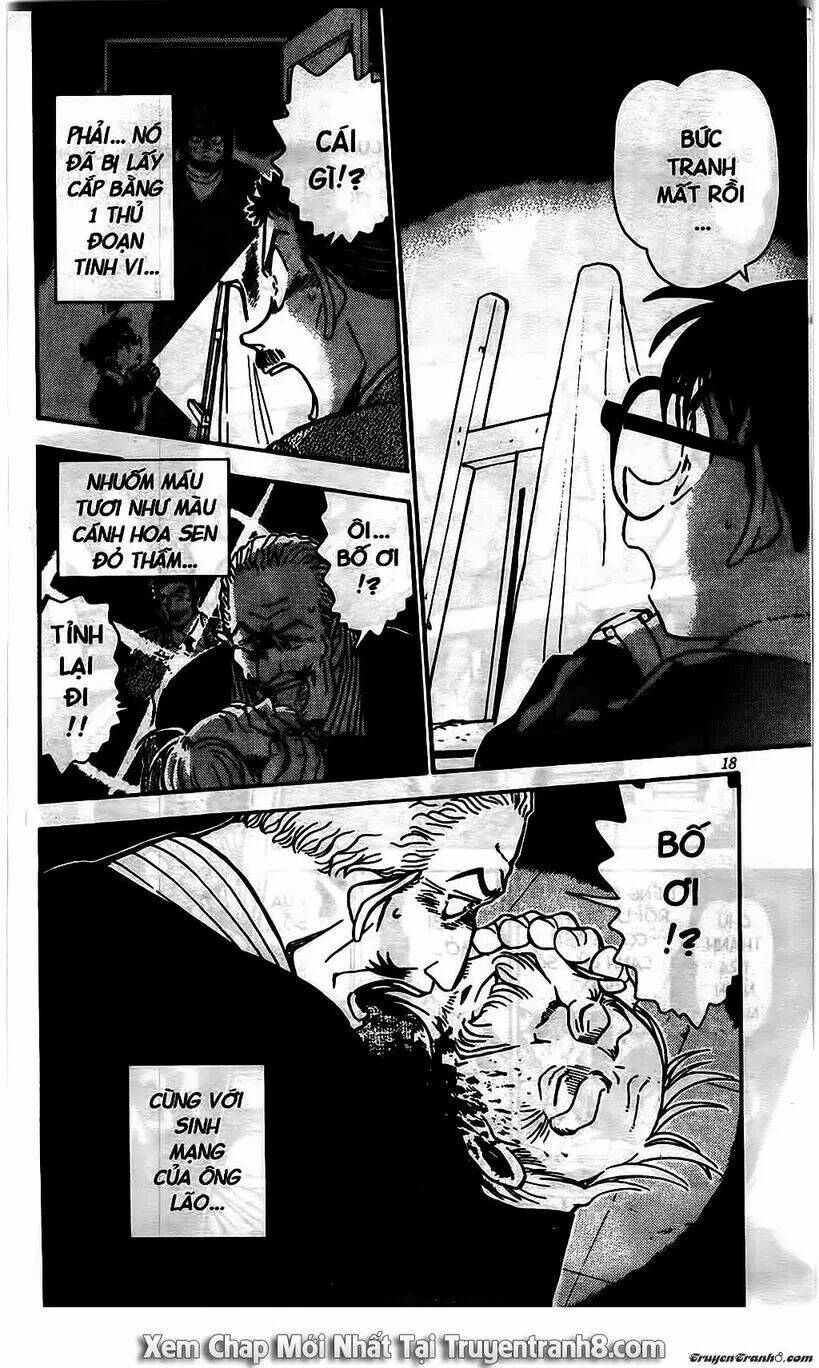 BỨC
TRANH
MẤT RỒI
...
CÁI
GÌ!?
PHẢI... NÓ
ĐÃ BỊ LẤY
CẮP BẰNG
1 THỦ
ĐOẠN
TINH VI...
NHUỐM MÁU
TƯƠI NHƯ MÀU
CÁNH HOA SEN
ĐỎ THẮM...
ÔI...
BỐ ƠI
!?
TỈNH
LẠI
ĐI
!!
18
BỐ
ƠI
!?
CÙNG VỚI
SINH
MẠNG
CỦA ÔNG
LÃO...
Xem Chap Mới Nhất Tại Truyentranh8.com
TruyenTranh8.com